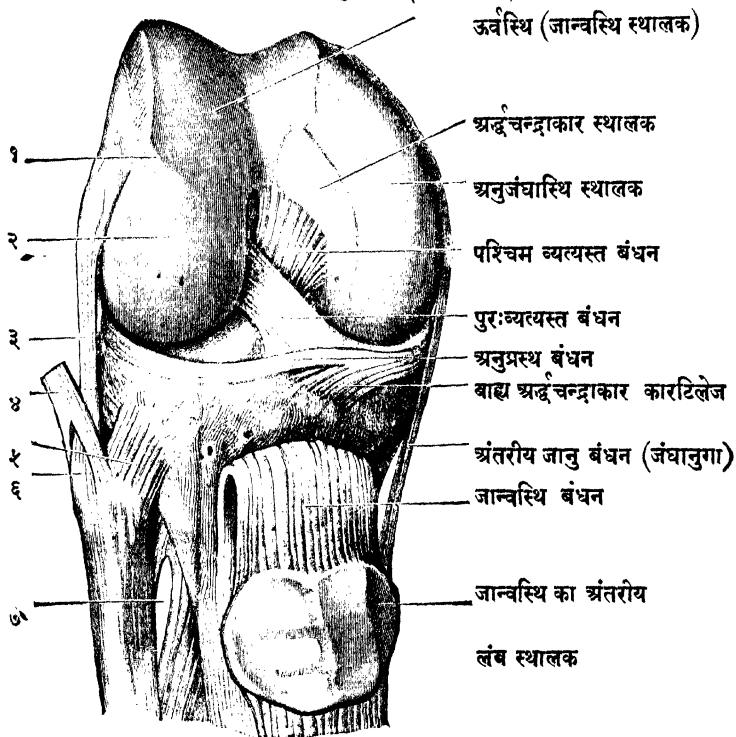 ऊर्वस्थि (जान्वस्थि स्थालक)
अर्द्धचन्द्राकार स्थालक
१
अनुजंघास्थि स्थालक
२
पश्चिम व्यत्यस्त बंधन
पुरःव्यत्यस्त बंधन
३
अनुप्रस्थ बंधन
बाह्य अर्द्धचन्द्राकार कारटिलेज
४
५
अंतरीय जानु बंधन (जंघानुगा)
६
जान्वस्थि बंधन
जान्वस्थि का अंतरीय
७
लंब स्थालक